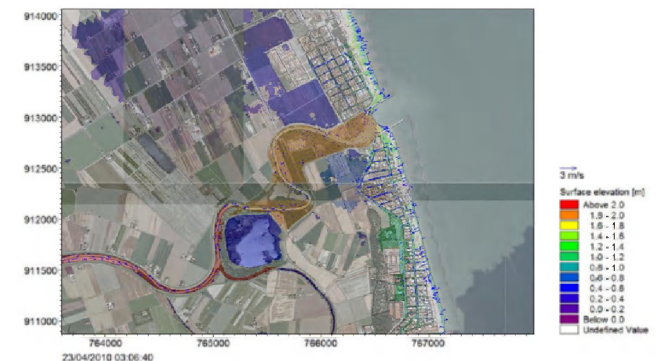 914000
913500
913000
912500
912000
911500
911000
764000 765000 766000 767000
23/04/2010 03:06:40
3 m/s
Surface elevation [m]
Above 2.0
1.8 - 2.0
1.6 - 1.8
1.4 - 1.6
1.2 - 1.4
1.0 - 1.2
0.8 - 1.0
0.6 - 0.8
0.4 - 0.6
0.2 - 0.4
0.0 - 0.2
Below 0.0
Undefined Value